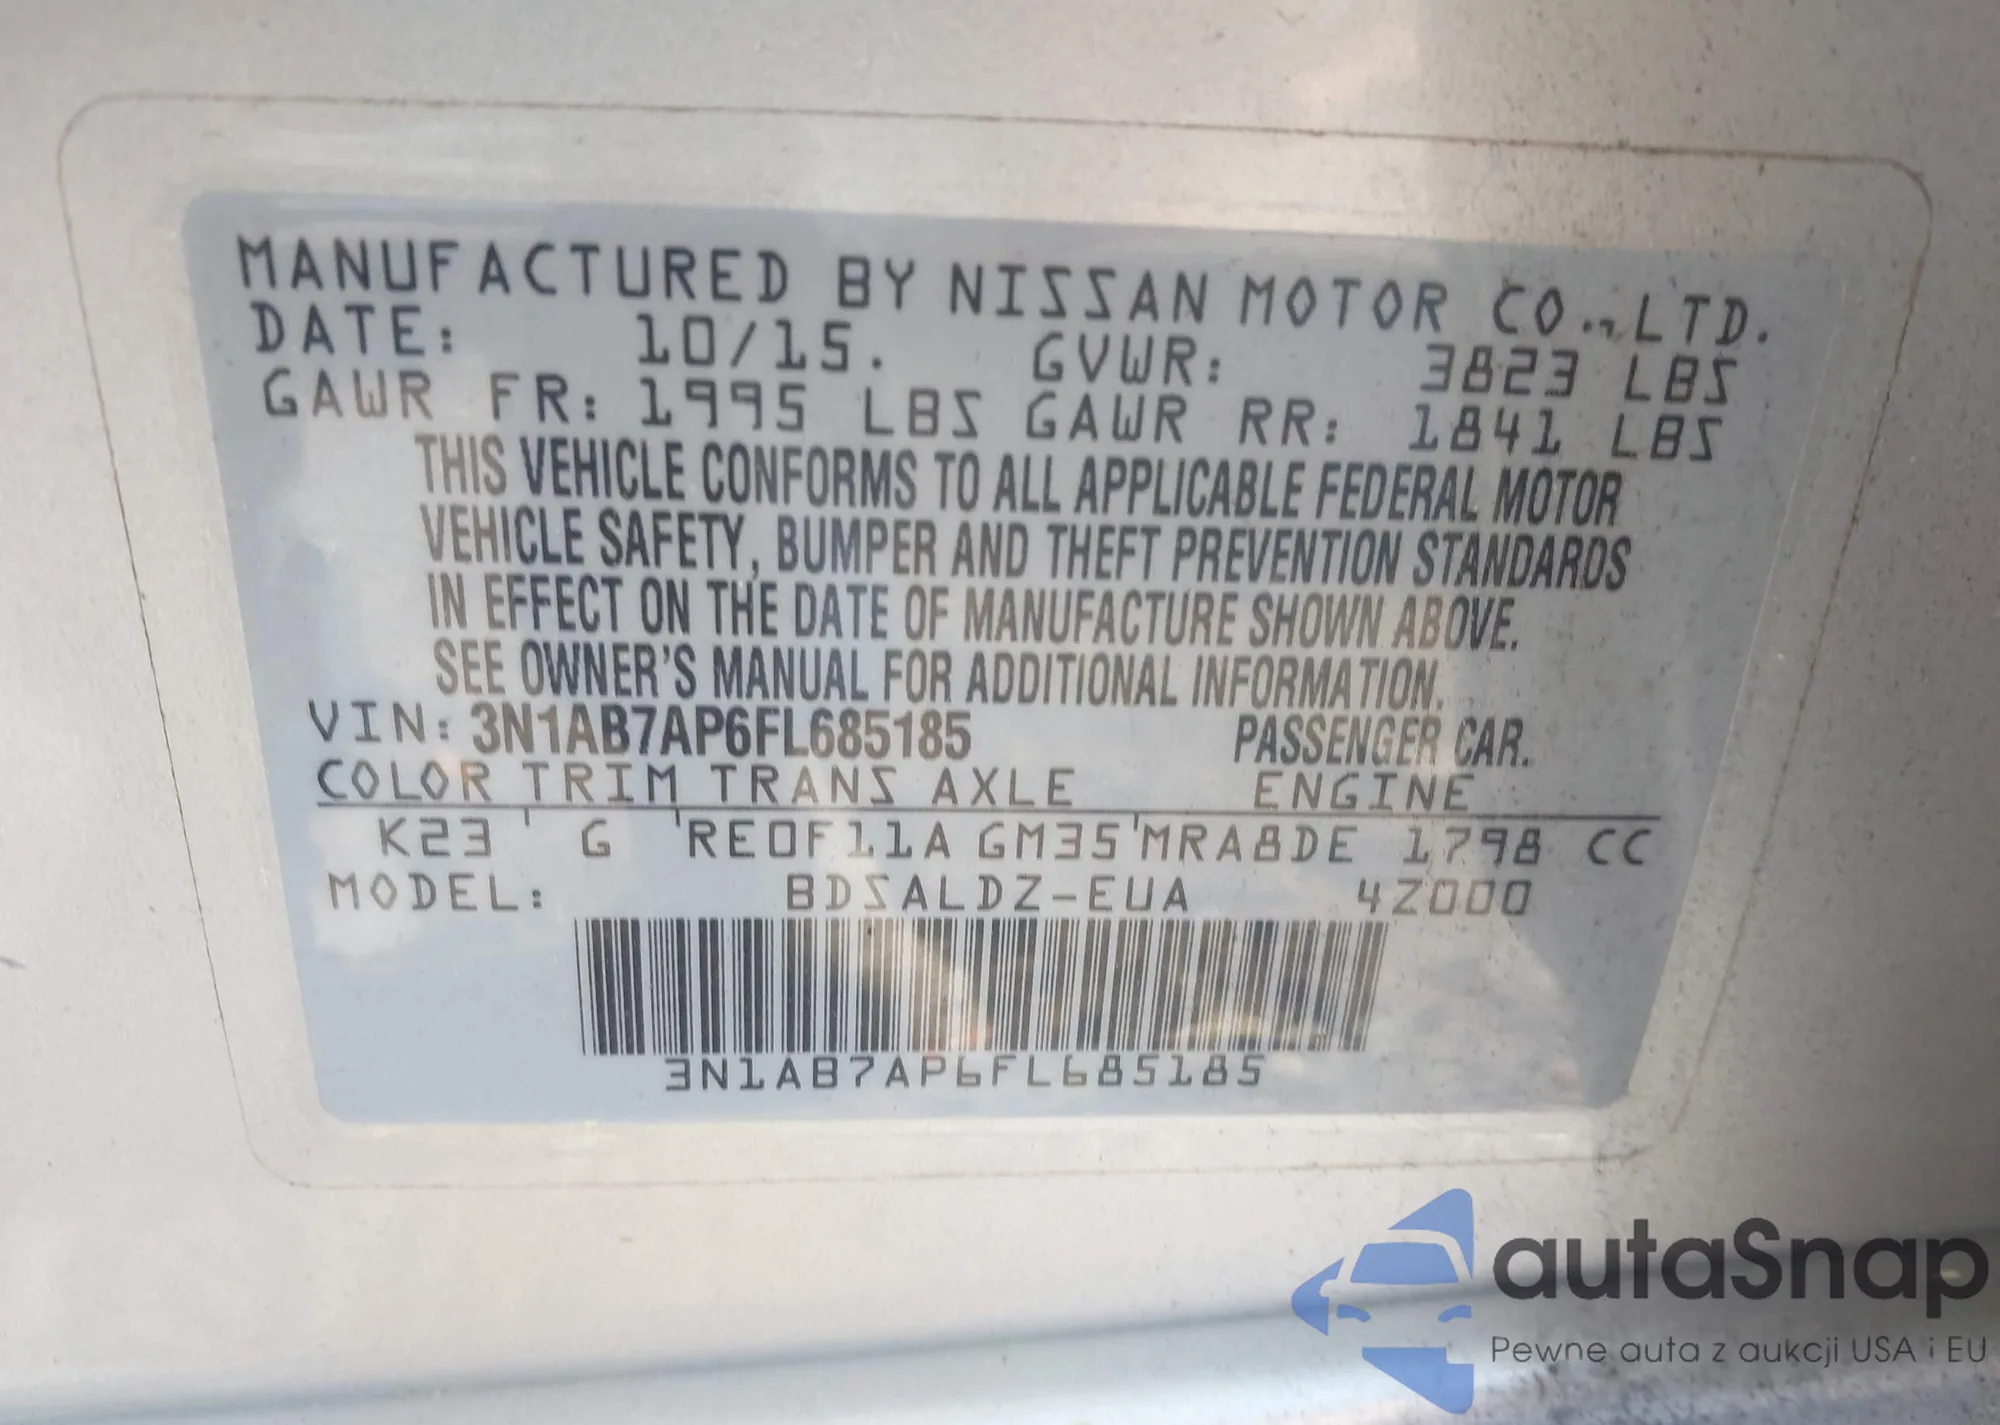 MANUFACTURED BY NISSAN MOTOR CO.,LTD.
DATE: 10/15. GVWR: 3823 LBS
GAWR FR: 1995 LBS GAWR RR: 1841 LBS
THIS VEHICLE CONFORMS TO ALL APPLICABLE FEDERAL MOTOR
VEHICLE SAFETY, BUMPER AND THEFT PREVENTION STANDARDS
IN EFFECT ON THE DATE OF MANUFACTURE SHOWN ABOVE.
SEE OWNER'S MANUAL FOR ADDITIONAL INFORMATION.
VIN: 3N1AB7AP6FL685185 PASSENGER CAR.
COLOR TRIM TRANS AXLE ENGINE
K23 ' G 'RE0F11A GM35'MRA8DE 1798 CC
MODEL: BDSALDZ-EUA 4Z000
3N1AB7AP6FL685185
autaSnap
Pewne auta z aukcji USA i EU